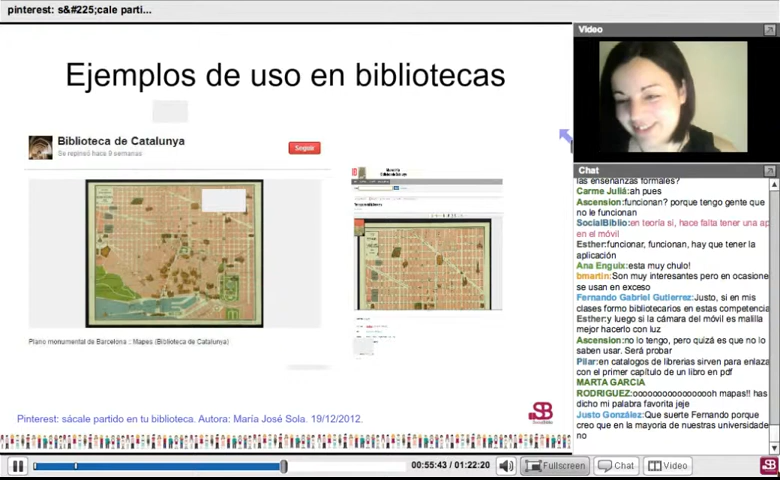 pinterest: s&#225;cale parti...
Ejemplos de uso en bibliotecas
Biblioteca de Catalunya
Se repineó hace 9 semanas
Seguir
Plano monumental de Barcelona :: Mapes (Biblioteca de Catalunya)
Pinterest: sácale partido en tu biblioteca. Autora: María José Sola. 19/12/2012.
SB
Video
Chat
las enseñanzas formales?
Carme Juliá:ah pues
Ascension:funcionan? porque tengo gente que
no le funcionan
SocialBiblio:en teoría si, hace falta tener una ap
en el móvil
Esther:funcionar, funcionan, hay que tener la
aplicación
Ana Enguix:esta muy chulo!
bmartin:Son muy interesantes pero en ocasione
se usan en exceso
Fernando Gabriel Gutierrez:Justo, si en mis
clases formo bibliotecarios en estas competencia
Esther:y luego si la cámara del móvil es malilla
mejor hacerlo con luz
Ascension:no lo tengo, pero quizá es que no lo
saben usar. Será probar
Pilar:en catalogos de librerias sirven para enlaza
con el primer capítulo de un libro en pdf
MARTA GARCIA
RODRIGUEZ:oooooooooooooooh mapas!! has
dicho mi palabra favorita jeje
Justo González:Que suerte Fernando porque
creo que en la mayoria de nuestras universidade
no
00:55:43 / 01:22:20
Fullscreen
Chat
Video
SB